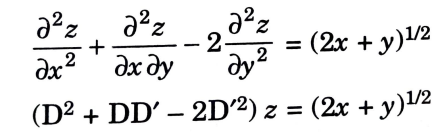 ∂²z/∂x² + ∂²z/∂x∂y − 2 ∂²z/∂y² = (2x + y)^1/2
(D² + DD′ − 2D′²) z = (2x + y)^1/2